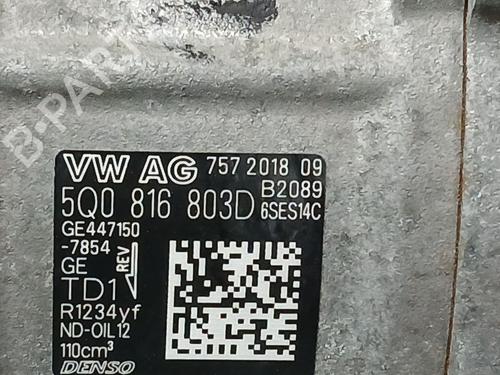 B-PARTS
VW AG 757 2018 09
5Q0 816 803D B2089
6SES14C
GE447150
-7854
GE REV
TD1
R1234yf
ND-OIL12
110cm³
DENSO